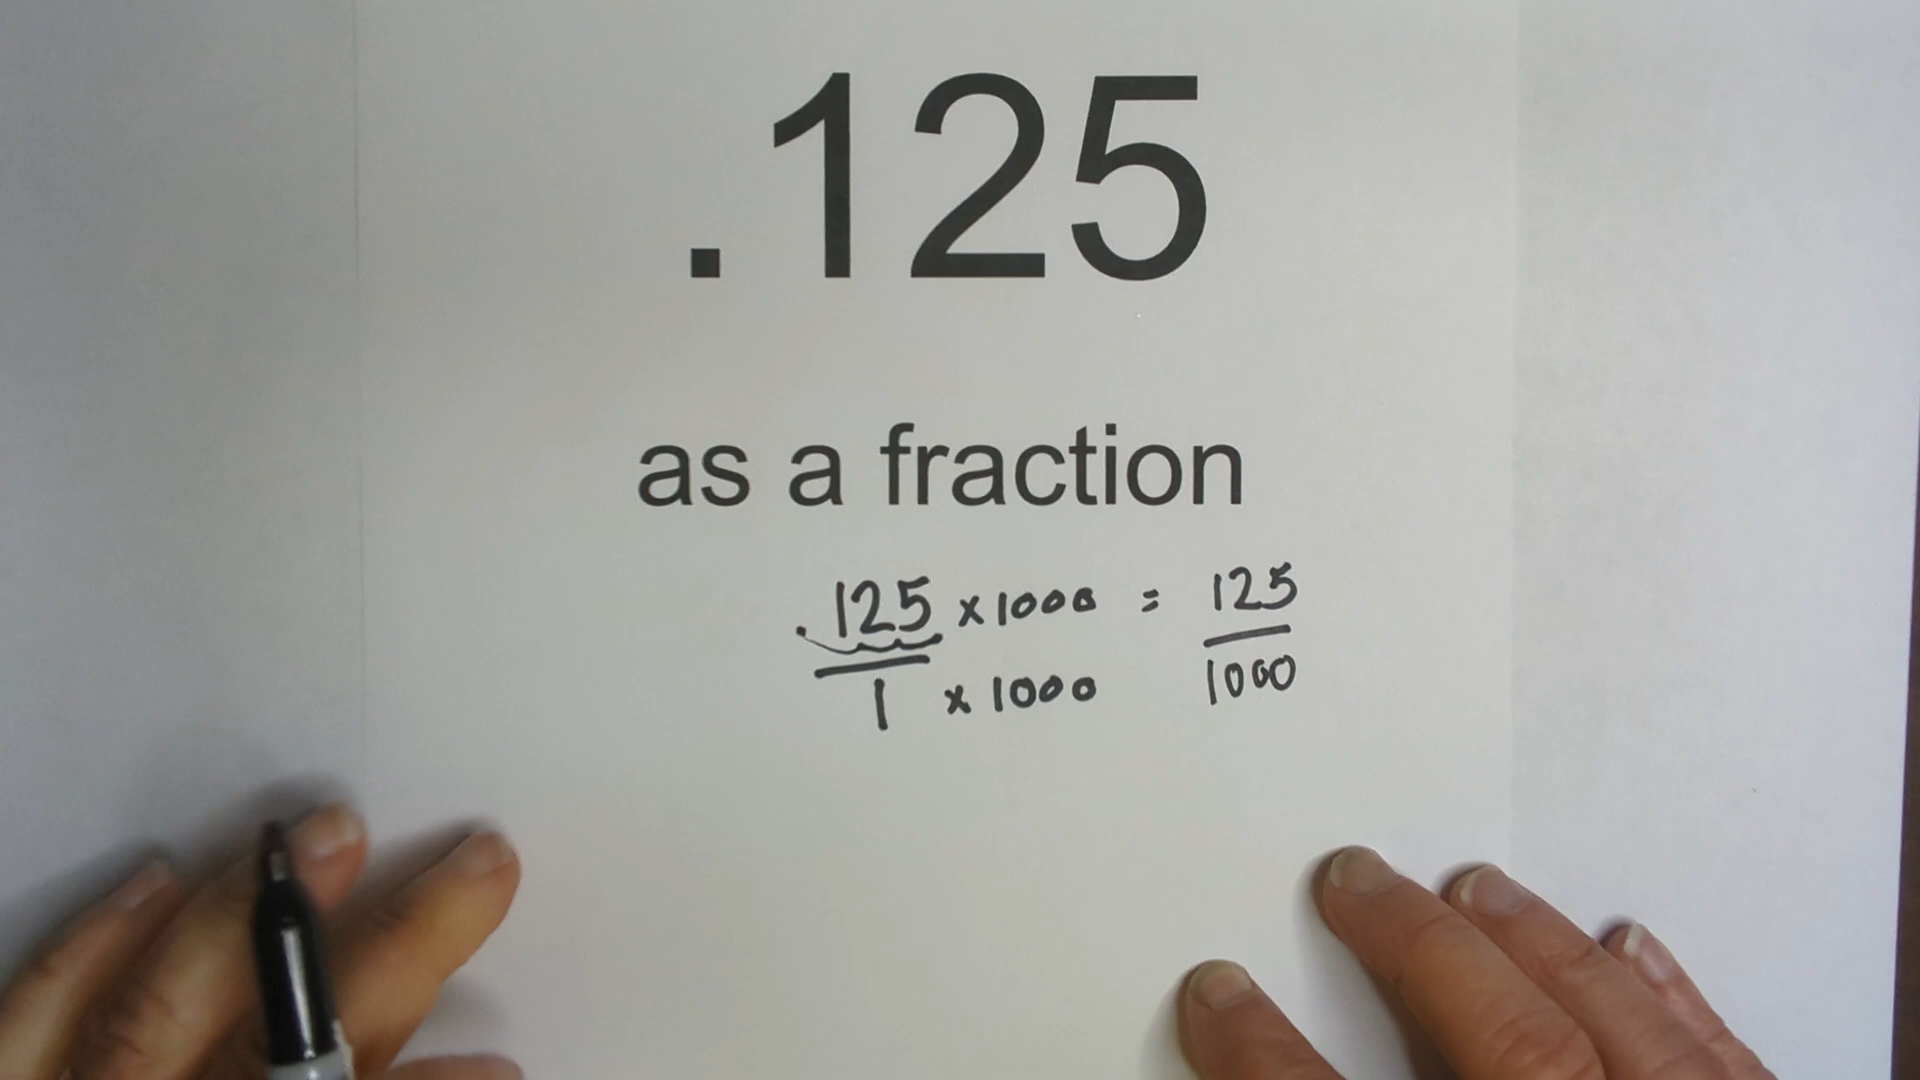 .125
as a fraction
.125 x 1000 = 125
1 x 1000 1000